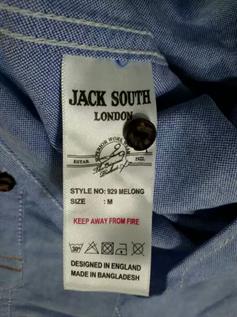 JACK SOUTH
LONDON
ESTAB.
STYLE NO: 929 MELONG
SIZE : M
KEEP AWAY FROM FIRE
30°
DESIGNED IN ENGLAND
MADE IN BANGLADESH